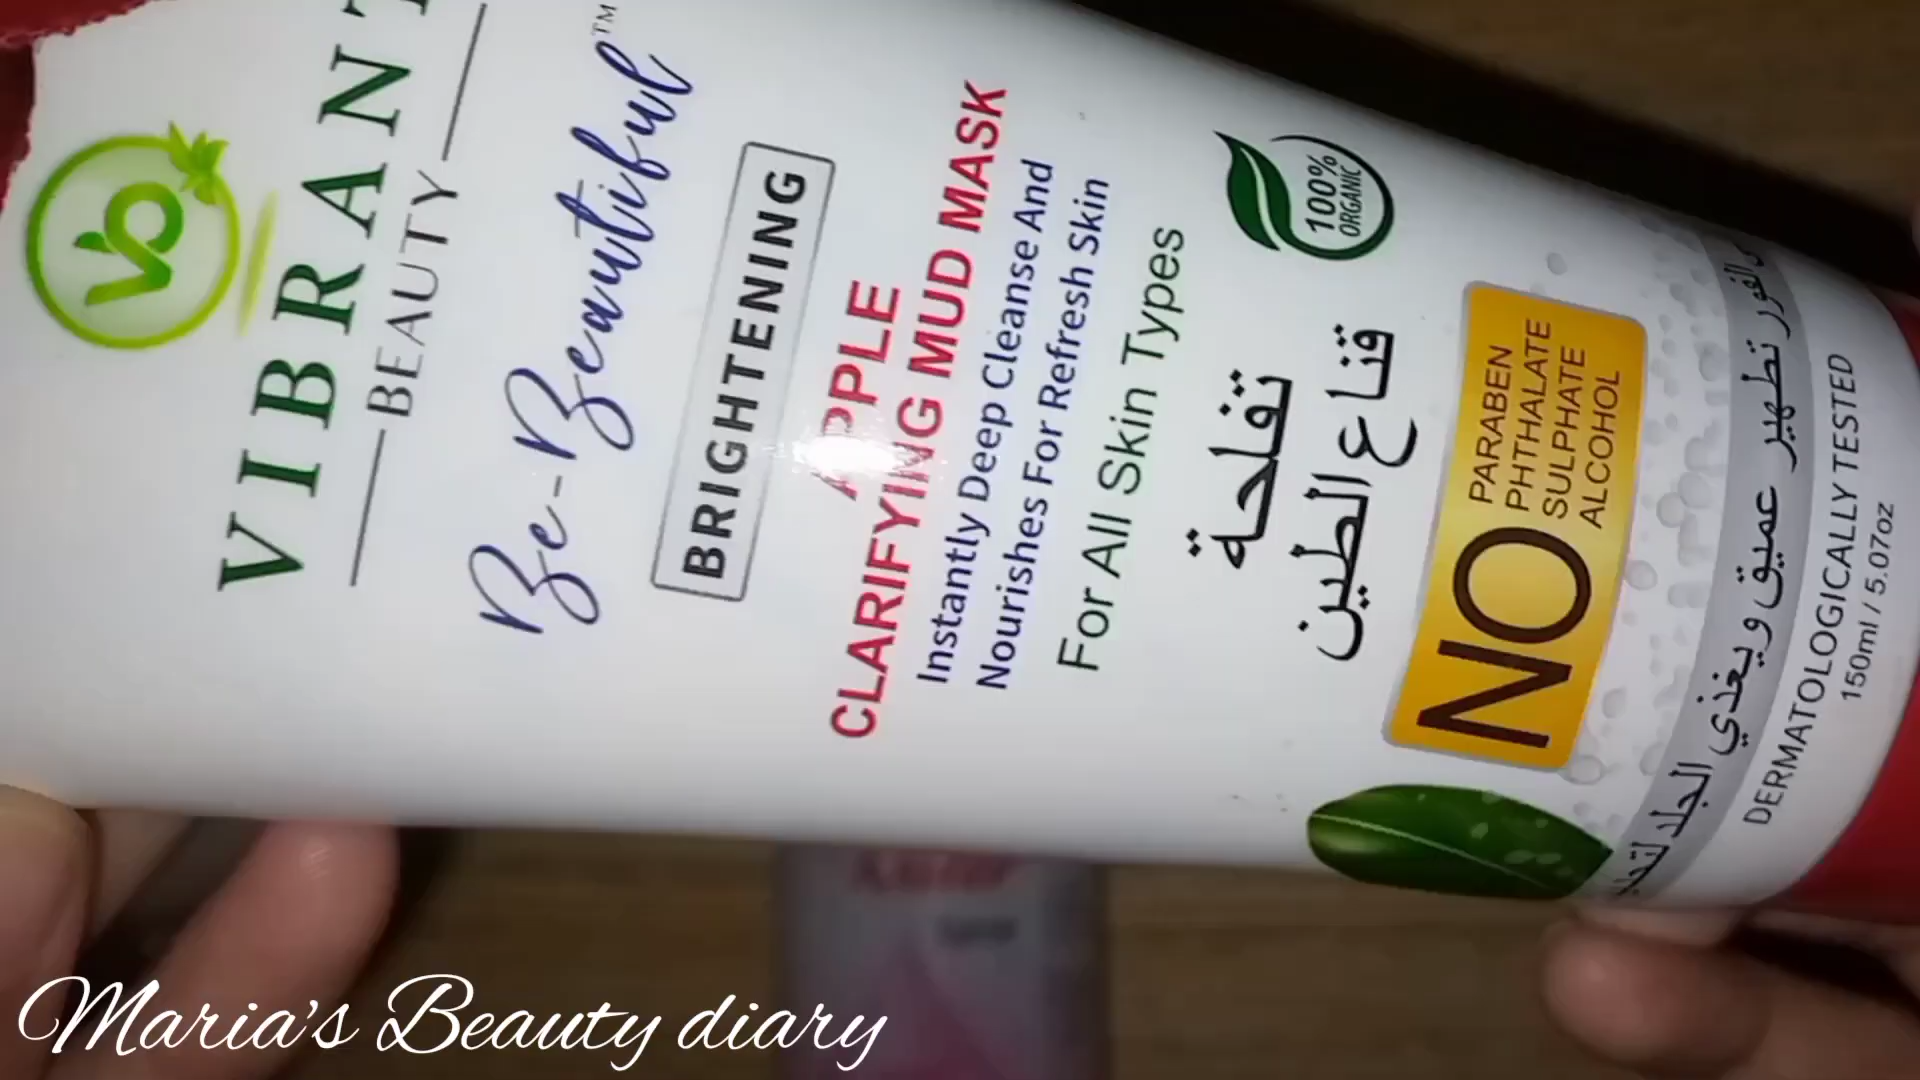 VIBRANT
BEAUTY
Be-Beautiful™
BRIGHTENING
APPLE
CLARIFYING MUD MASK
Instantly Deep Cleanse And
Nourishes For Refresh Skin
For All Skin Types
100%
ORGANIC
تفلحة
قناع الطين
NO
PARABEN
PHTHALATE
SULPHATE
ALCOHOL
تطهير عميق ويغذي الجلد
DERMATOLOGICALLY TESTED
150ml / 5.07oz
Maria's Beauty diary